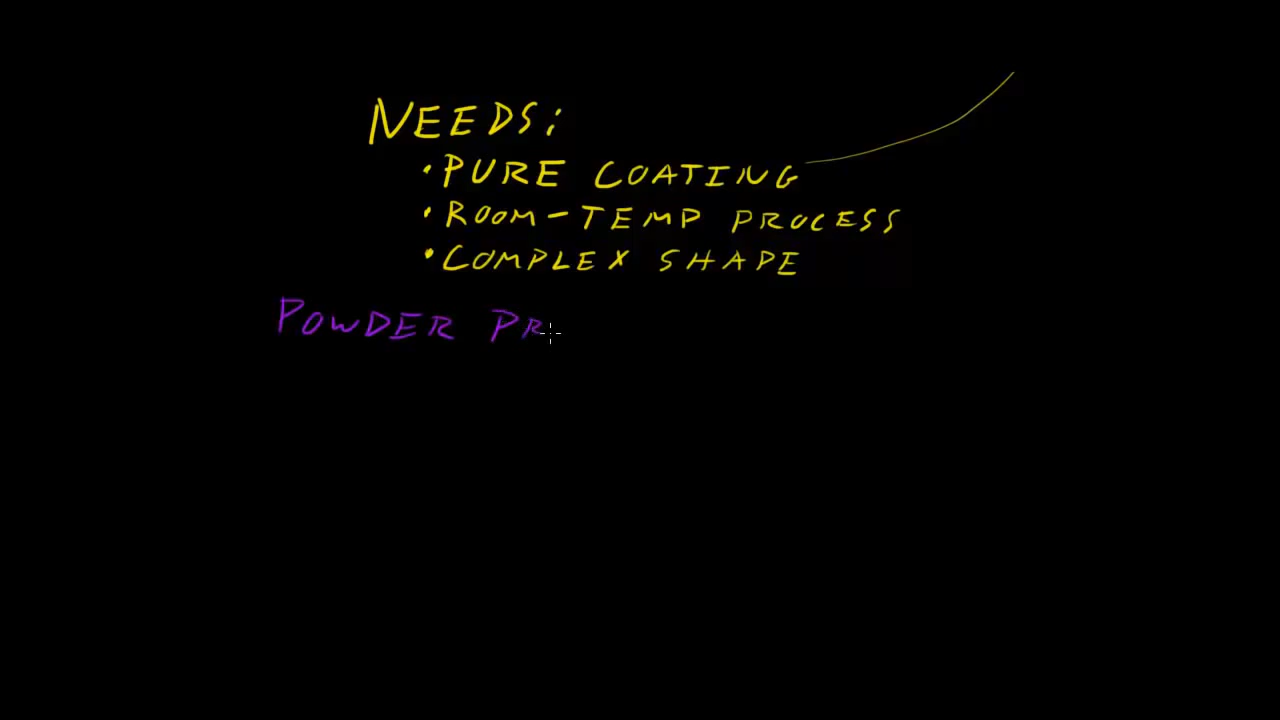 NEEDS:
• PURE COATING
• ROOM-TEMP PROCESS
• COMPLEX SHAPE
POWDER PR